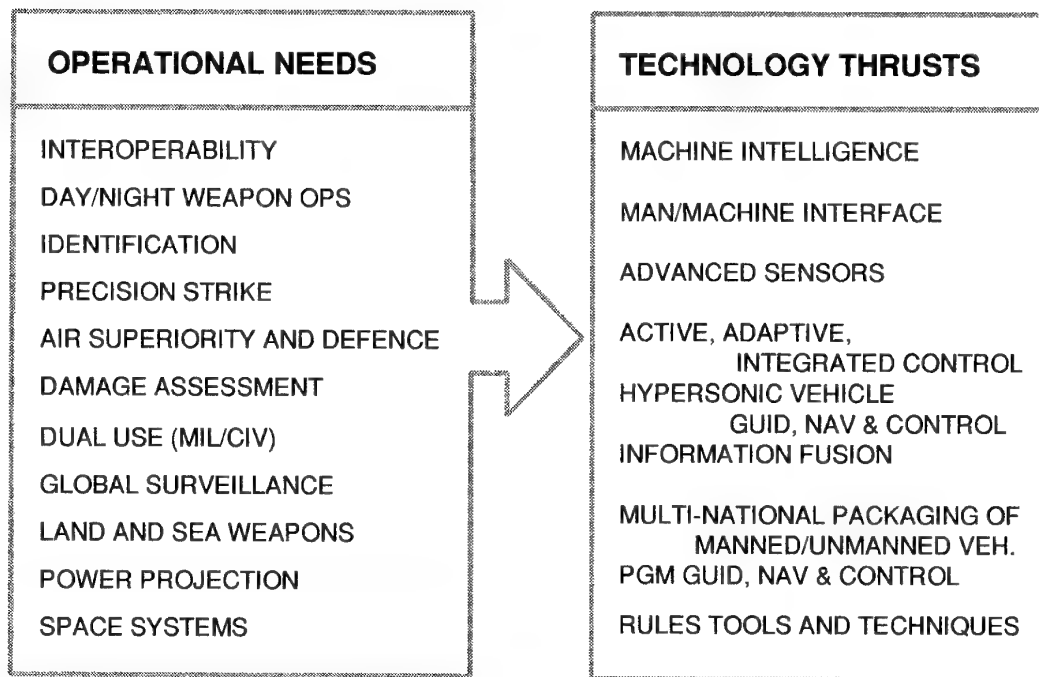 OPERATIONAL NEEDS
INTEROPERABILITY
DAY/NIGHT WEAPON OPS
IDENTIFICATION
PRECISION STRIKE
AIR SUPERIORITY AND DEFENCE
DAMAGE ASSESSMENT
DUAL USE (MIL/CIV)
GLOBAL SURVEILLANCE
LAND AND SEA WEAPONS
POWER PROJECTION
SPACE SYSTEMS
TECHNOLOGY THRUSTS
MACHINE INTELLIGENCE
MAN/MACHINE INTERFACE
ADVANCED SENSORS
ACTIVE, ADAPTIVE,
INTEGRATED CONTROL
HYPERSONIC VEHICLE
GUID, NAV & CONTROL
INFORMATION FUSION
MULTI-NATIONAL PACKAGING OF
MANNED/UNMANNED VEH.
PGM GUID, NAV & CONTROL
RULES TOOLS AND TECHNIQUES